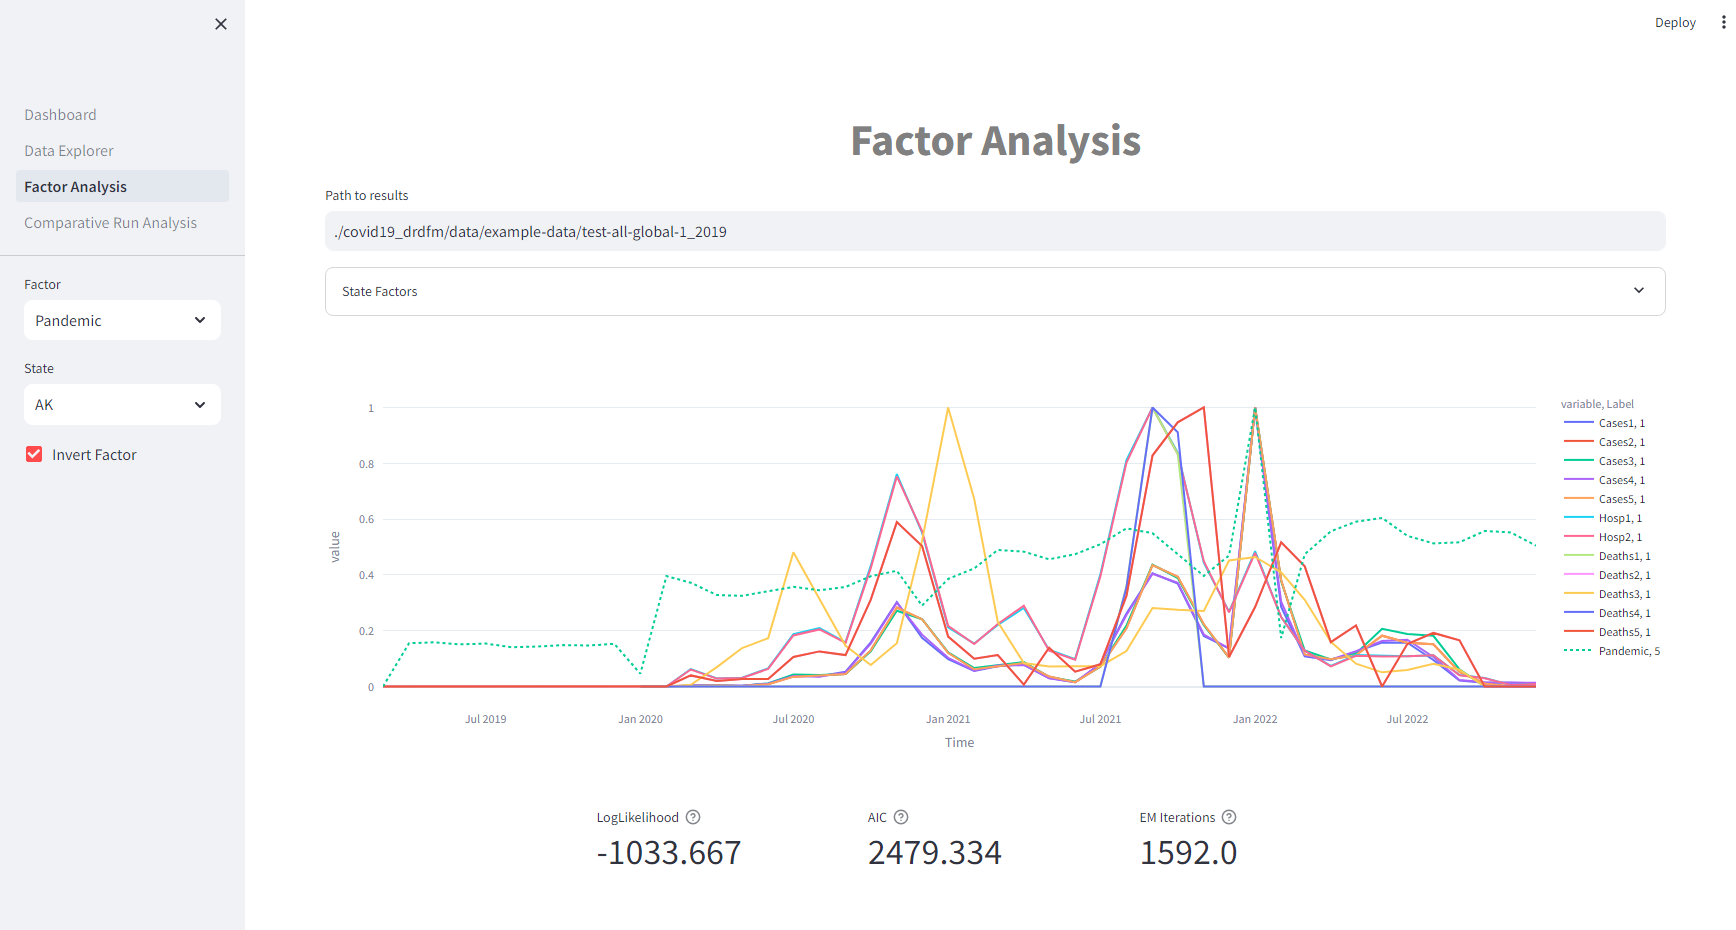 Deploy
Dashboard
Data Explorer
Factor Analysis
Comparative Run Analysis
Factor
Pandemic
State
AK
Invert Factor
Factor Analysis
Path to results
./covid19_drdfm/data/example-data/test-all-global-1_2019
State Factors
value
1
0.8
0.6
0.4
0.2
0
Jul 2019
Jan 2020
Jul 2020
Jan 2021
Jul 2021
Jan 2022
Jul 2022
Time
variable, Label
Cases1, 1
Cases2, 1
Cases3, 1
Cases4, 1
Cases5, 1
Hosp1, 1
Hosp2, 1
Deaths1, 1
Deaths2, 1
Deaths3, 1
Deaths4, 1
Deaths5, 1
Pandemic, 5
LogLikelihood
-1033.667
AIC
2479.334
EM Iterations
1592.0